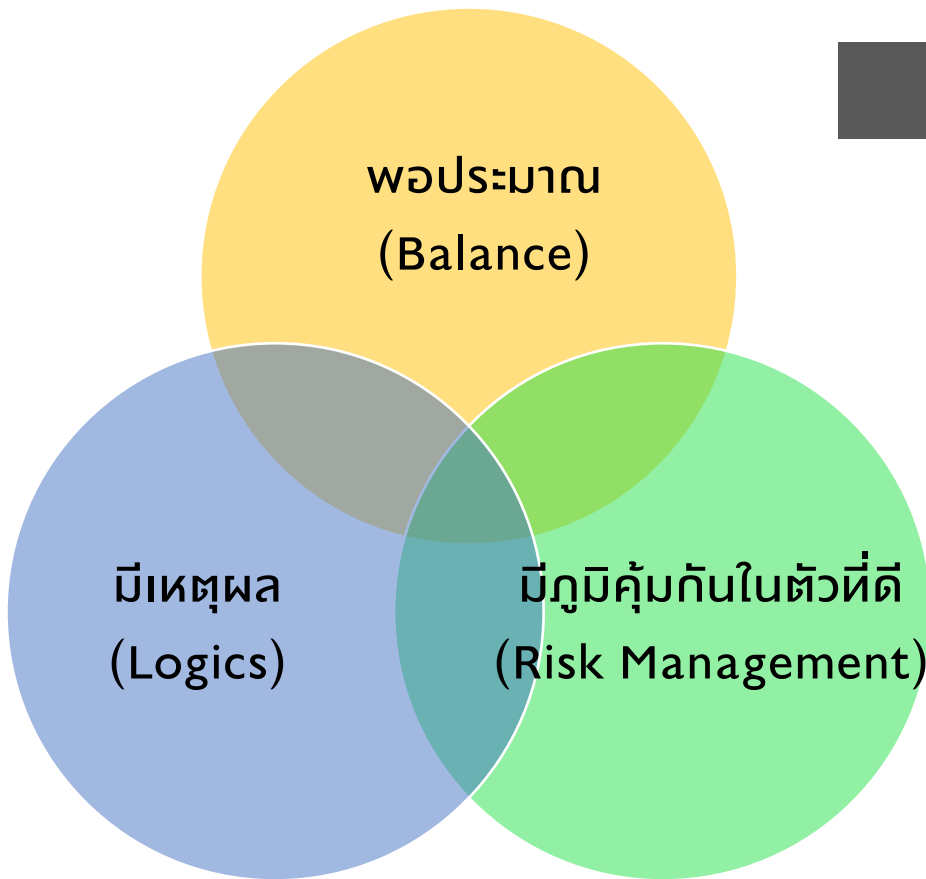 พอประมาณ
(Balance)
มีเหตุผล
(Logics)
มีภูมิคุ้มกันในตัวที่ดี
(Risk Management)